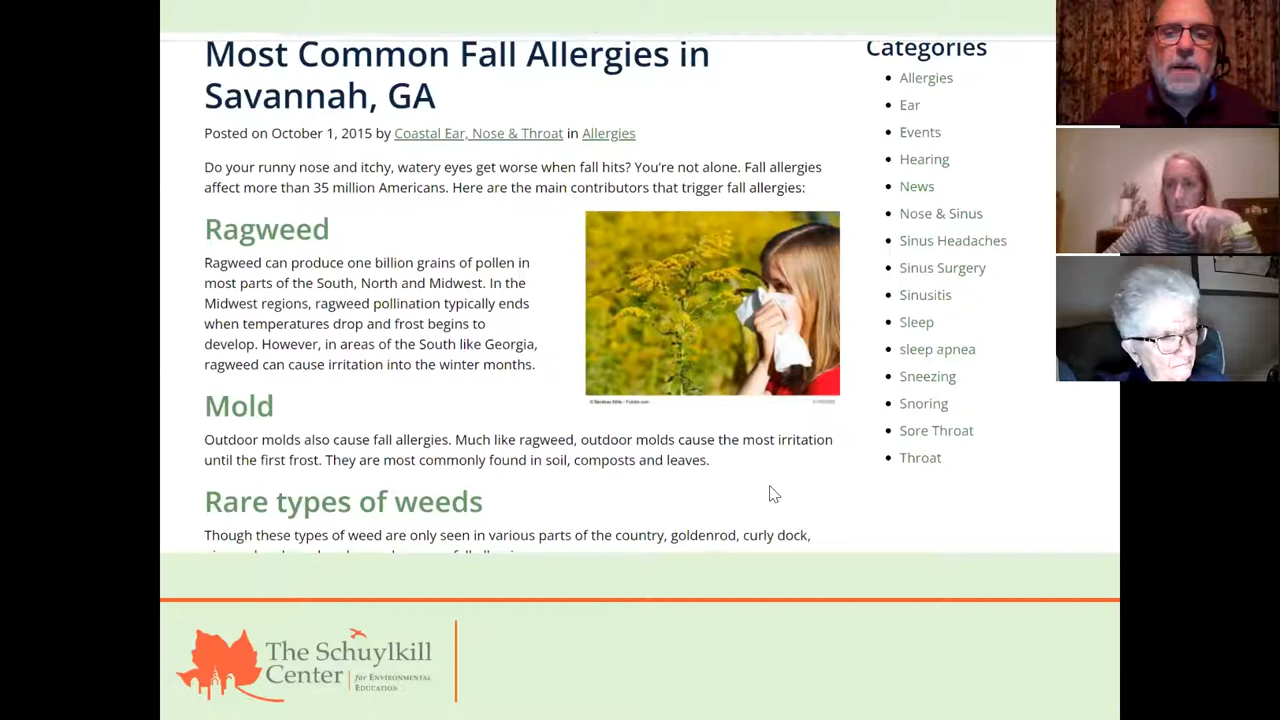 Most Common Fall Allergies in
Savannah, GA
Posted on October 1, 2015 by Coastal Ear, Nose & Throat in Allergies
Do your runny nose and itchy, watery eyes get worse when fall hits? You're not alone. Fall allergies
affect more than 35 million Americans. Here are the main contributors that trigger fall allergies:
Ragweed
Ragweed can produce one billion grains of pollen in
most parts of the South, North and Midwest. In the
Midwest regions, ragweed pollination typically ends
when temperatures drop and frost begins to
develop. However, in areas of the South like Georgia,
ragweed can cause irritation into the winter months.
Mold
Outdoor molds also cause fall allergies. Much like ragweed, outdoor molds cause the most irritation
until the first frost. They are most commonly found in soil, composts and leaves.
Rare types of weeds
Though these types of weed are only seen in various parts of the country, goldenrod, curly dock,
Categories
Allergies
Ear
Events
Hearing
News
Nose & Sinus
Sinus Headaches
Sinus Surgery
Sinusitis
Sleep
sleep apnea
Sneezing
Snoring
Sore Throat
Throat
The Schuylkill
Center
for ENVIRONMENTAL
EDUCATION